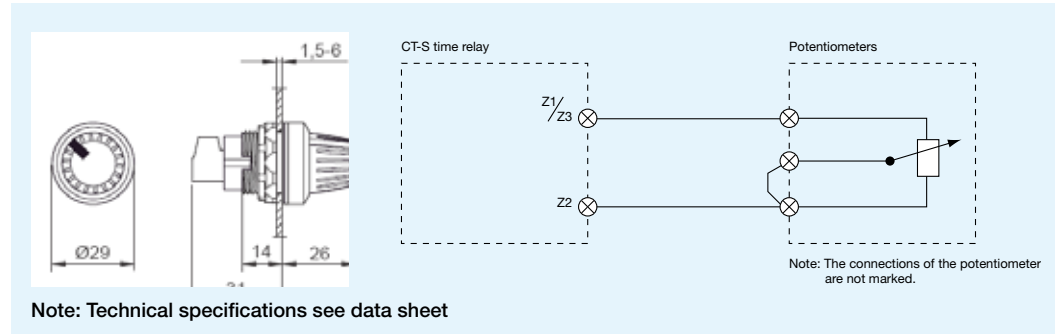 1,5-6
Ø29
14
26
CT-S time relay
Potentiometers
Z1/
Z3
Z2
Note: The connections of the potentiometer
are not marked.
Note: Technical specifications see data sheet